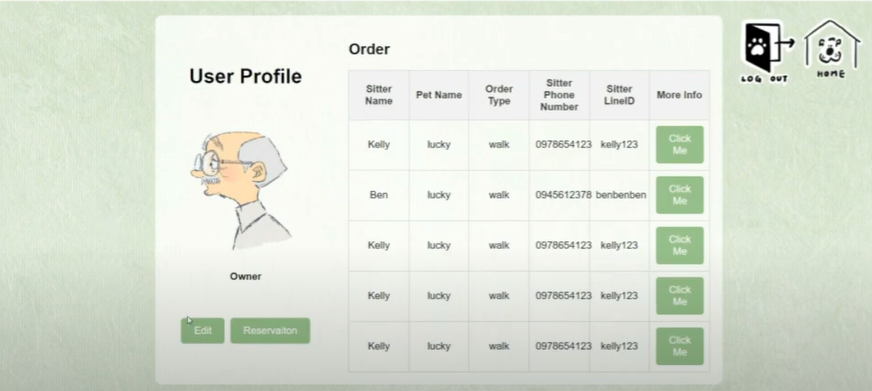 User Profile
Owner
Edit
Reservaiton
Order
Sitter Name
Pet Name
Order Type
Sitter Phone Number
Sitter LineID
More Info
Kelly lucky walk 0978654123 kelly123 Click Me
Ben lucky walk 0945612378 benbenben Click Me
Kelly lucky walk 0978654123 kelly123 Click Me
Kelly lucky walk 0978654123 kelly123 Click Me
Kelly lucky walk 0978654123 kelly123 Click Me
LOG OUT
HOME